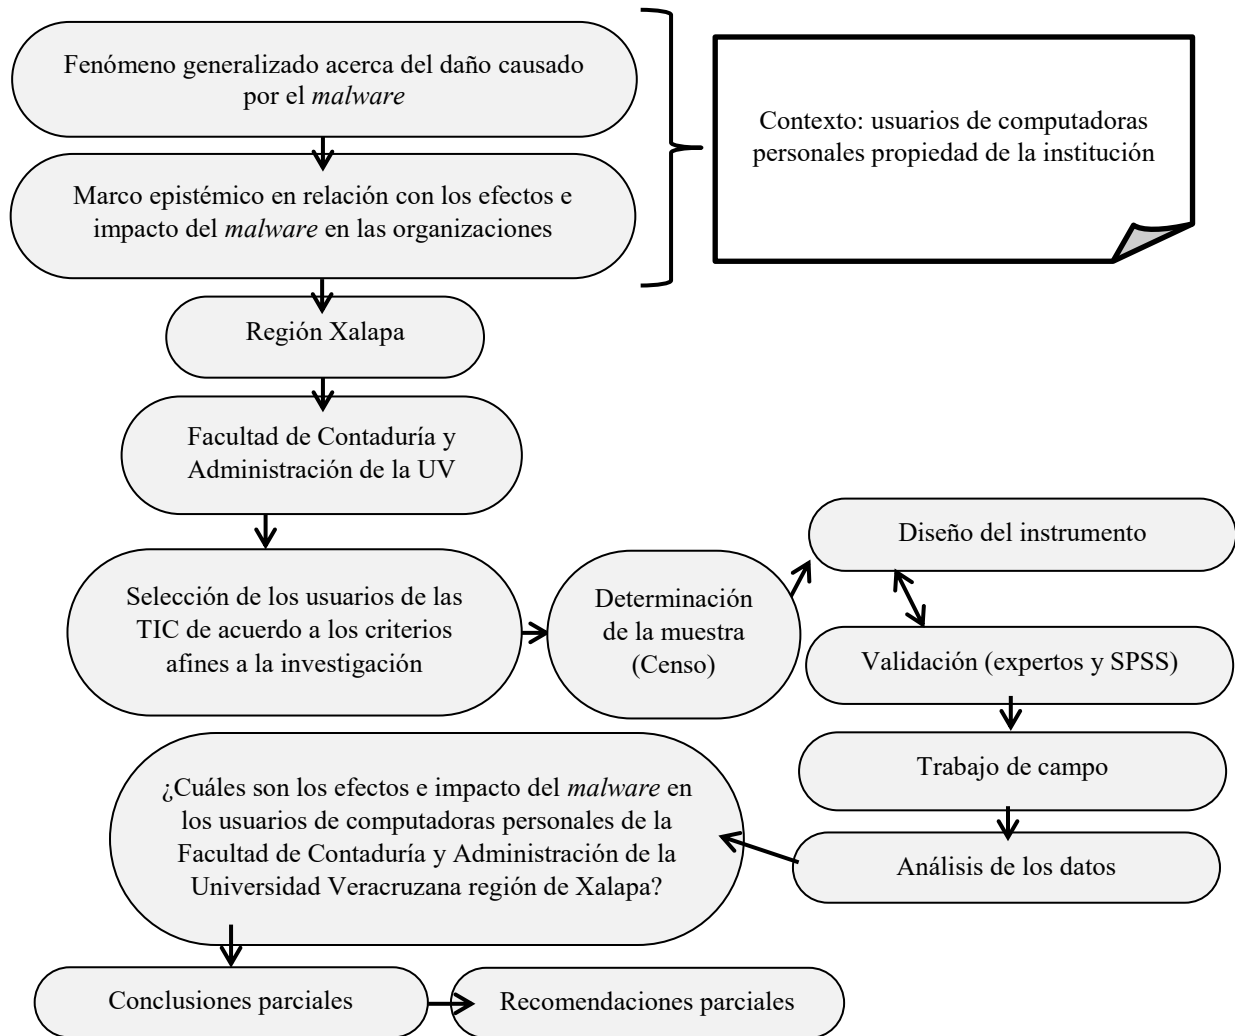 Fenómeno generalizado acerca del daño causado
por el malware
Contexto: usuarios de computadoras
personales propiedad de la institución
Marco epistémico en relación con los efectos e
impacto del malware en las organizaciones
Región Xalapa
Facultad de Contaduría y
Administración de la UV
Selección de los usuarios de las
TIC de acuerdo a los criterios
afines a la investigación
Determinación
de la muestra
(Censo)
Diseño del instrumento
Validación (expertos y SPSS)
Trabajo de campo
Análisis de los datos
¿Cuáles son los efectos e impacto del malware en
los usuarios de computadoras personales de la
Facultad de Contaduría y Administración de la
Universidad Veracruzana región de Xalapa?
Conclusiones parciales
Recomendaciones parciales